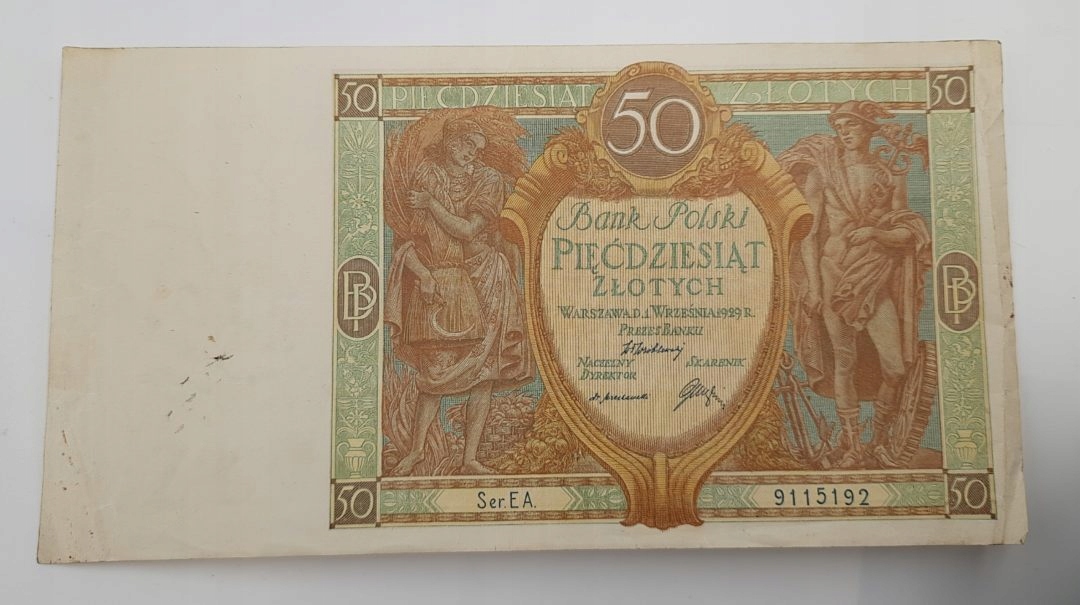 50 PIĘĆDZIESIĄT 50 ZŁOTYCH 50
Bank Polski
PIĘĆDZIESIĄT
ZŁOTYCH
WARSZAWA D. 1 WRZEŚNIA 1929 R.
PREZES BANKU
NACZELNY SKARBNIK
DYREKTOR
BP BP
50 Ser. EA. 9115192 50